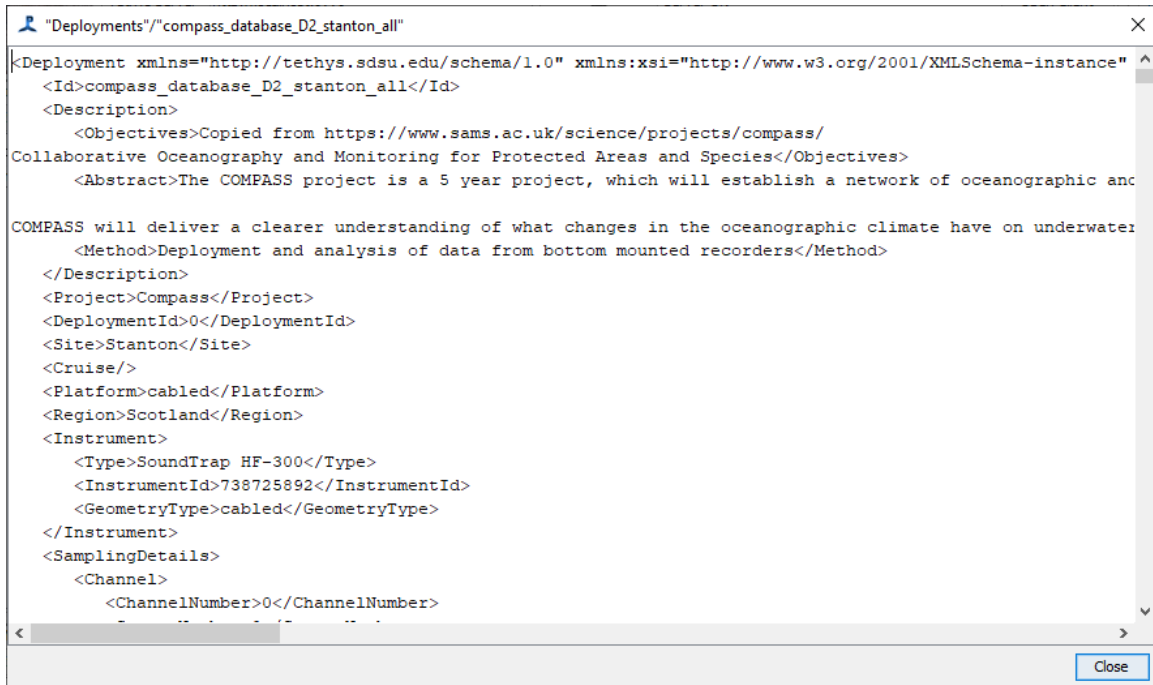 "Deployments"/"compass_database_D2_stanton_all"
<Deployment xmlns="http://tethys.sdsu.edu/schema/1.0" xmlns:xsi="http://www.w3.org/2001/XMLSchema-instance"
<Id>compass_database_D2_stanton_all</Id>
<Description>
<Objectives>Copied from https://www.sams.ac.uk/science/projects/compass/
Collaborative Oceanography and Monitoring for Protected Areas and Species</Objectives>
<Abstract>The COMPASS project is a 5 year project, which will establish a network of oceanographic and
COMPASS will deliver a clearer understanding of what changes in the oceanographic climate have on underwater
<Method>Deployment and analysis of data from bottom mounted recorders</Method>
</Description>
<Project>Compass</Project>
<DeploymentId>0</DeploymentId>
<Site>Stanton</Site>
<Cruise/>
<Platform>cabled</Platform>
<Region>Scotland</Region>
<Instrument>
<Type>SoundTrap HF-300</Type>
<InstrumentId>738725892</InstrumentId>
<GeometryType>cabled</GeometryType>
</Instrument>
<SamplingDetails>
<Channel>
<ChannelNumber>0</ChannelNumber>
Close